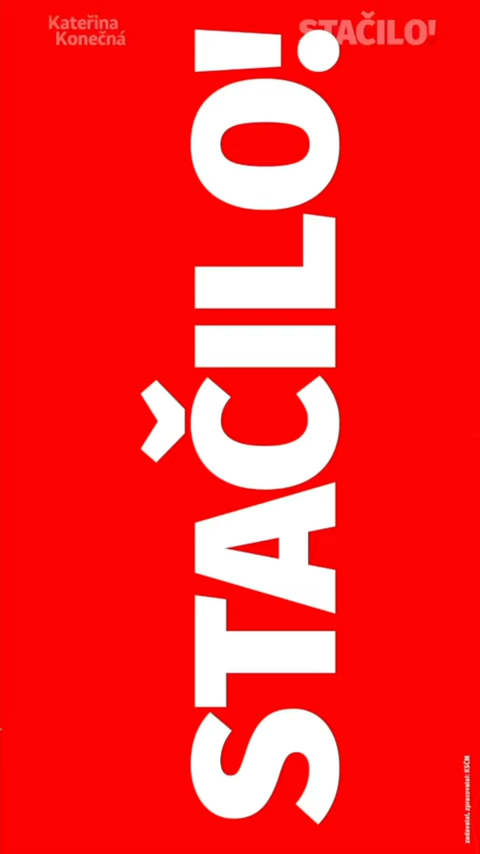 Kateřina
Konečná
STAČILO!
STAČILO!
zadavatel, zpracovatel: KSČM